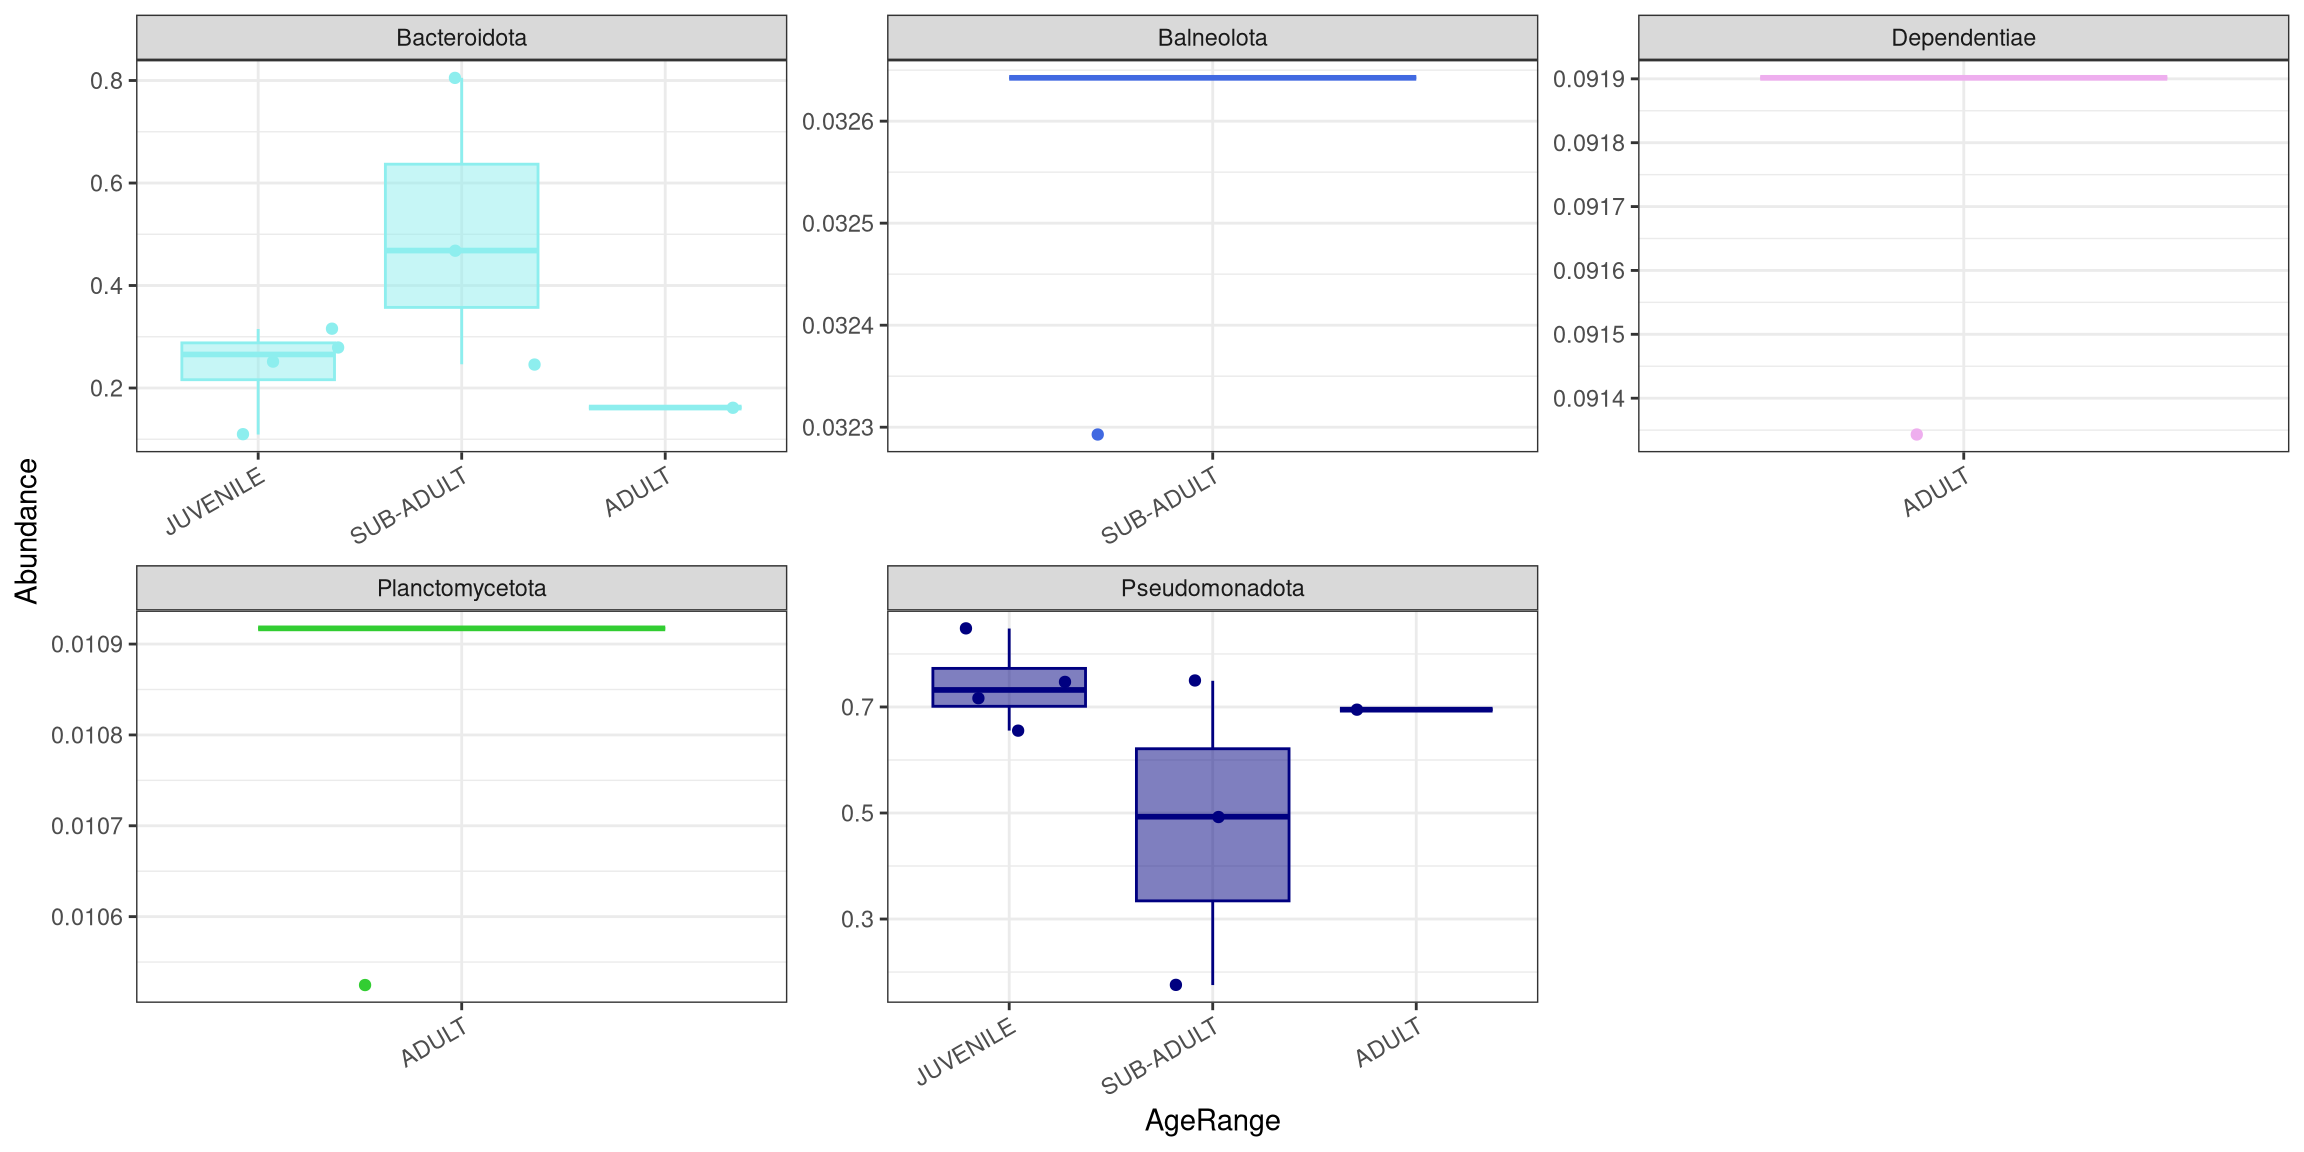 Bacteroidota
Balneolota
Dependentiae
0.8
0.6
0.4
0.2
0.0326
0.0325
0.0324
0.0323
0.0919
0.0918
0.0917
0.0916
0.0915
0.0914
JUVENILE
SUB-ADULT
ADULT
SUB-ADULT
ADULT
Abundance
Planctomycetota
Pseudomonadota
0.0109
0.0108
0.0107
0.0106
0.7
0.5
0.3
ADULT
JUVENILE
SUB-ADULT
ADULT
AgeRange